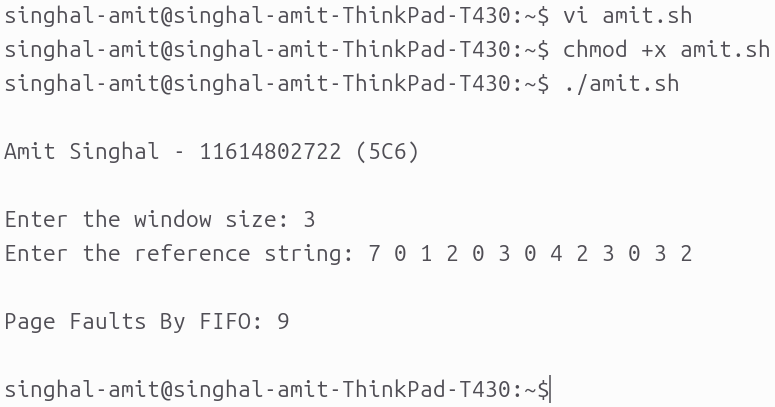 singhal-amit@singhal-amit-ThinkPad-T430:~$ vi amit.sh
singhal-amit@singhal-amit-ThinkPad-T430:~$ chmod +x amit.sh
singhal-amit@singhal-amit-ThinkPad-T430:~$ ./amit.sh
Amit Singhal - 11614802722 (5C6)
Enter the window size: 3
Enter the reference string: 7 0 1 2 0 3 0 4 2 3 0 3 2
Page Faults By FIFO: 9
singhal-amit@singhal-amit-ThinkPad-T430:~$